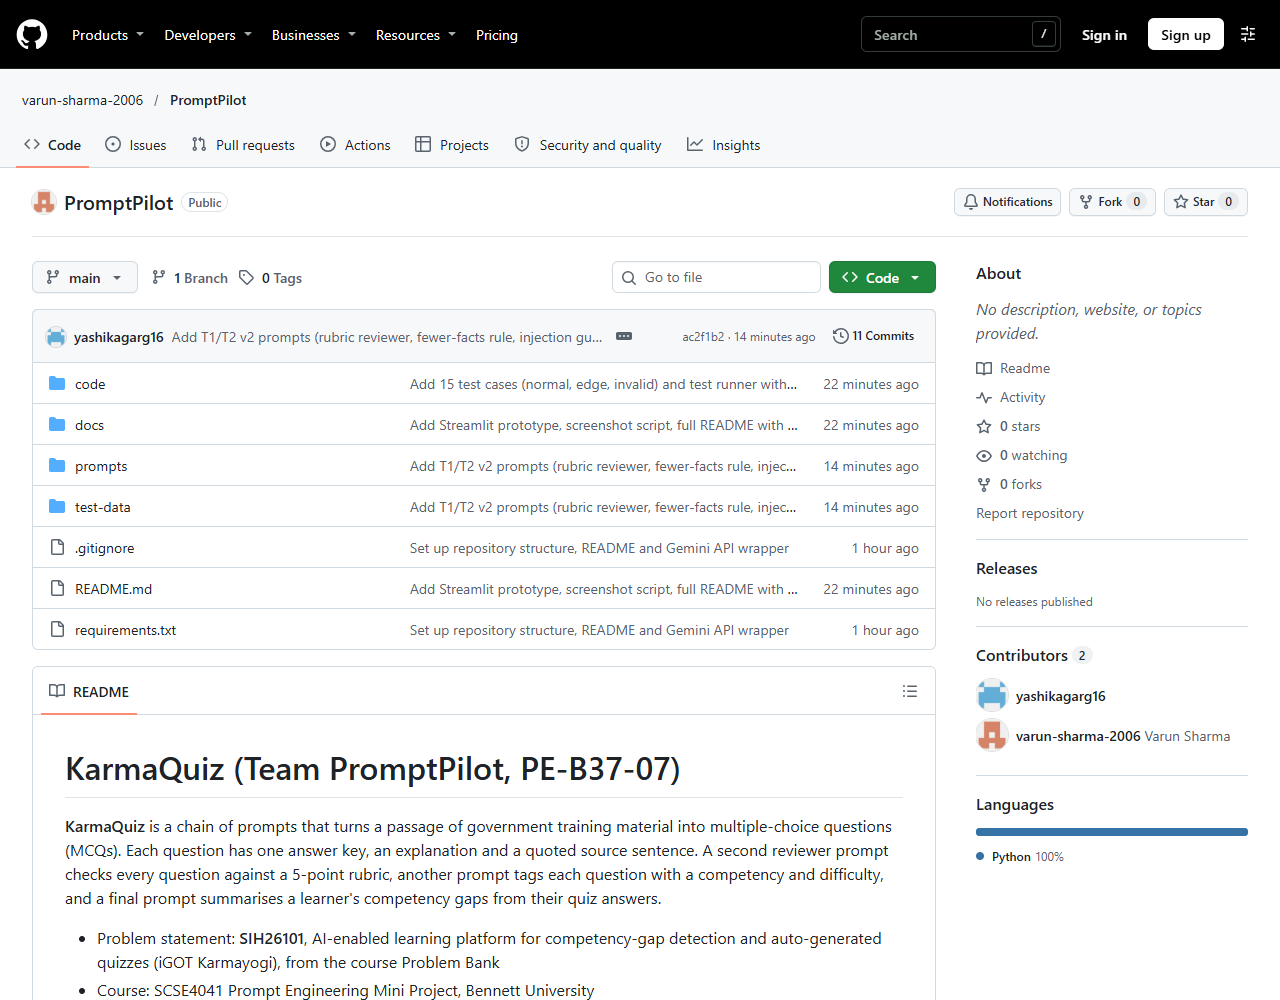 Products Developers Businesses Resources Pricing Search / Sign in Sign up
varun-sharma-2006 / PromptPilot
Code Issues Pull requests Actions Projects Security and quality Insights
PromptPilot Public Notifications Fork 0 Star 0
main 1 Branch 0 Tags Go to file Code
yashikagarg16 Add T1/T2 v2 prompts (rubric reviewer, fewer-facts rule, injection gu... ac2f1b2 · 14 minutes ago 11 Commits
code Add 15 test cases (normal, edge, invalid) and test runner with... 22 minutes ago
docs Add Streamlit prototype, screenshot script, full README with ... 22 minutes ago
prompts Add T1/T2 v2 prompts (rubric reviewer, fewer-facts rule, injec... 14 minutes ago
test-data Add T1/T2 v2 prompts (rubric reviewer, fewer-facts rule, injec... 14 minutes ago
.gitignore Set up repository structure, README and Gemini API wrapper 1 hour ago
README.md Add Streamlit prototype, screenshot script, full README with ... 22 minutes ago
requirements.txt Set up repository structure, README and Gemini API wrapper 1 hour ago
README
KarmaQuiz (Team PromptPilot, PE-B37-07)
KarmaQuiz is a chain of prompts that turns a passage of government training material into multiple-choice questions
(MCQs). Each question has one answer key, an explanation and a quoted source sentence. A second reviewer prompt
checks every question against a 5-point rubric, another prompt tags each question with a competency and difficulty,
and a final prompt summarises a learner's competency gaps from their quiz answers.
Problem statement: SIH26101, AI-enabled learning platform for competency-gap detection and auto-generated
quizzes (iGOT Karmayogi), from the course Problem Bank
Course: SCSE4041 Prompt Engineering Mini Project, Bennett University
About
No description, website, or topics
provided.
Readme
Activity
0 stars
0 watching
0 forks
Report repository
Releases
No releases published
Contributors 2
yashikagarg16
varun-sharma-2006 Varun Sharma
Languages
Python 100%